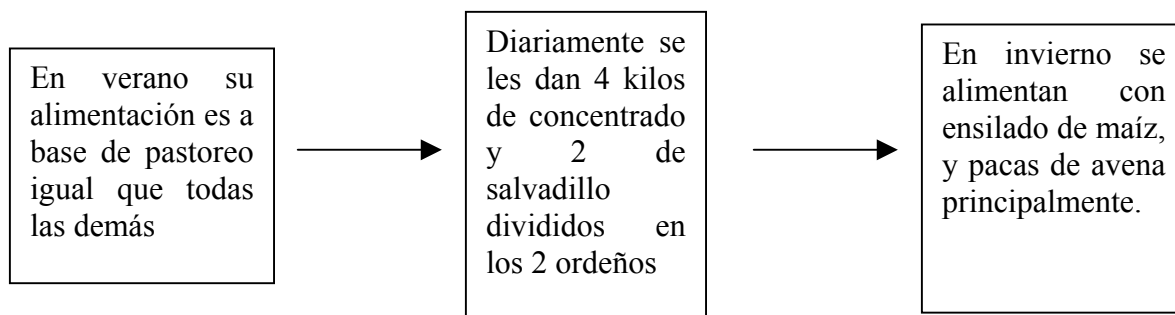 En verano su
alimentación es a
base de pastoreo
igual que todas
las demás
Diariamente se
les dan 4 kilos
de concentrado
y 2 de
salvadillo
divididos en
los 2 ordeños
En invierno se
alimentan con
ensilado de maíz,
y pacas de avena
principalmente.